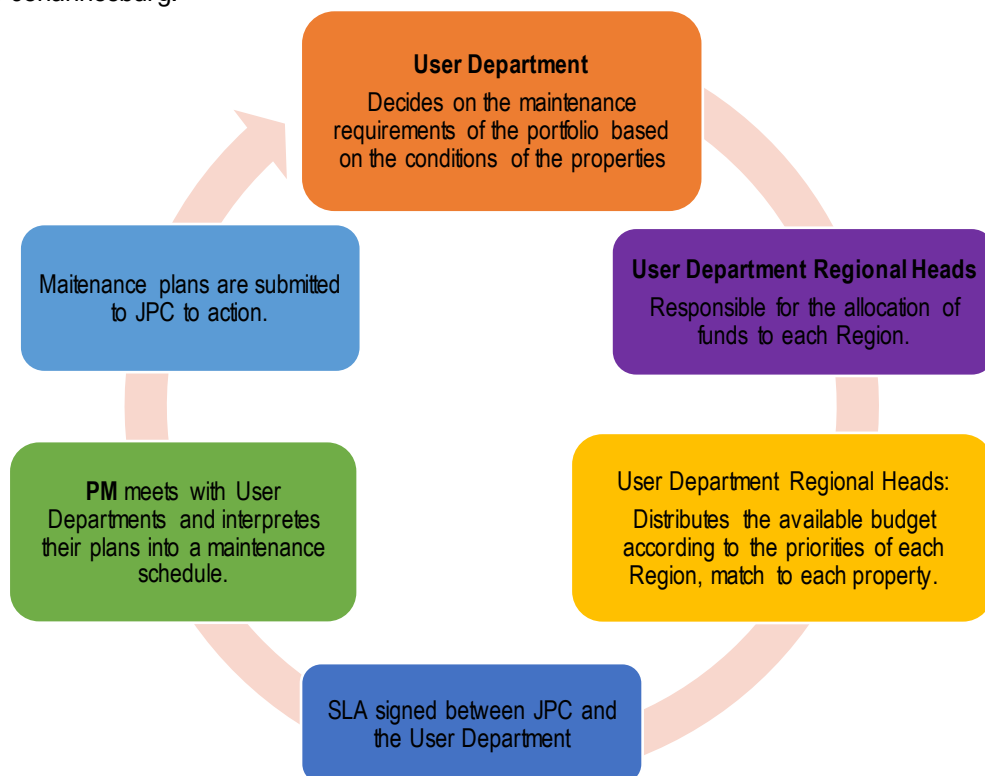 Johannesburg.
User Department
Decides on the maintenance
requirements of the portfolio based
on the conditions of the properties
User Department Regional Heads
Responsible for the allocation of
funds to each Region.
User Department Regional Heads:
Distributes the available budget
according to the priorities of each
Region, match to each property.
SLA signed between JPC and
the User Department
PM meets with User
Departments and interpretes
their plans into a maintenance
schedule.
Maitenance plans are submitted
to JPC to action.